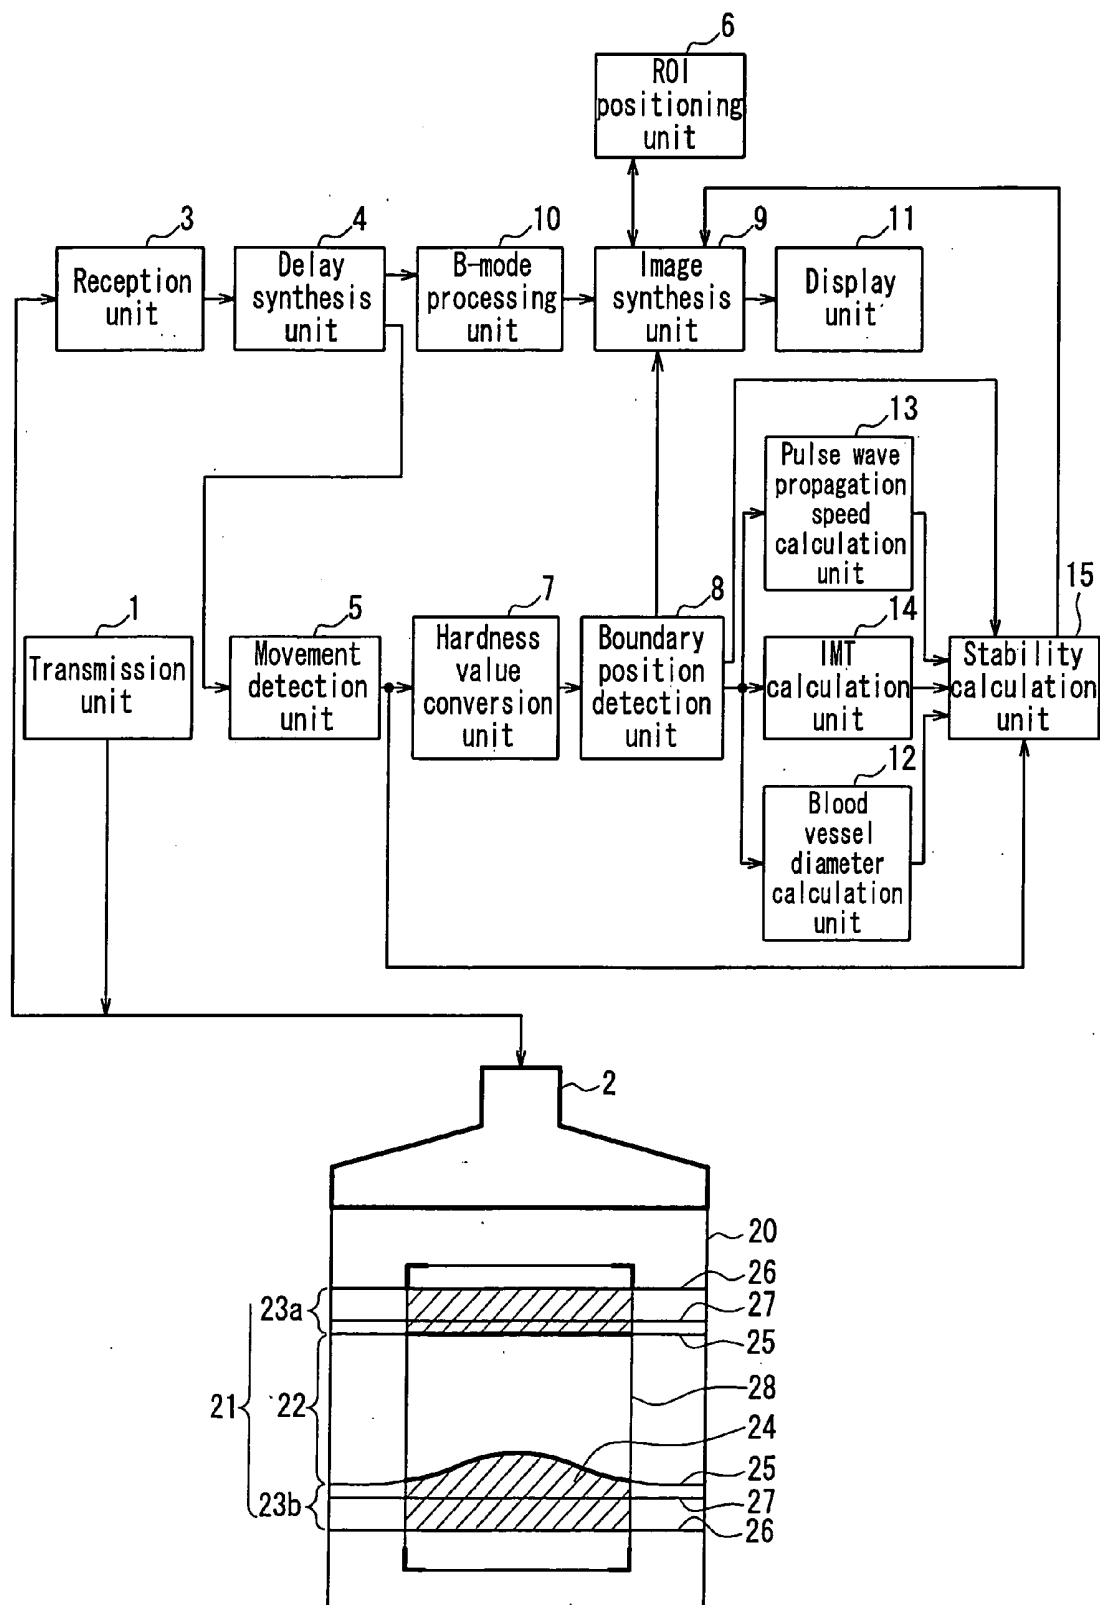 6
ROI
positioning
unit
3
4
10
9
11
Reception
unit
Delay
synthesis
unit
B-mode
processing
unit
Image
synthesis
unit
Display
unit
13
Pulse wave
propagation
speed
calculation
unit
1
5
7
8
14
15
Transmission
unit
Movement
detection
unit
Hardness
value
conversion
unit
Boundary
position
detection
unit
IMT
calculation
unit
Stability
calculation
unit
12
Blood
vessel
diameter
calculation
unit
2
20
26
23a
27
25
21
22
28
24
25
23b
27
26